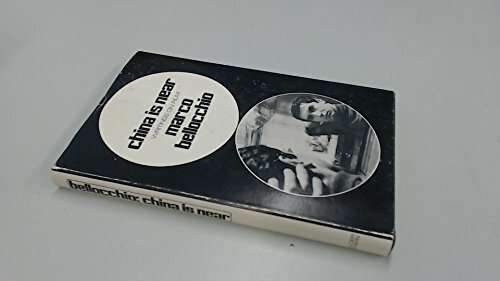 china is near
marco
bellocchio
bellocchio: china is near